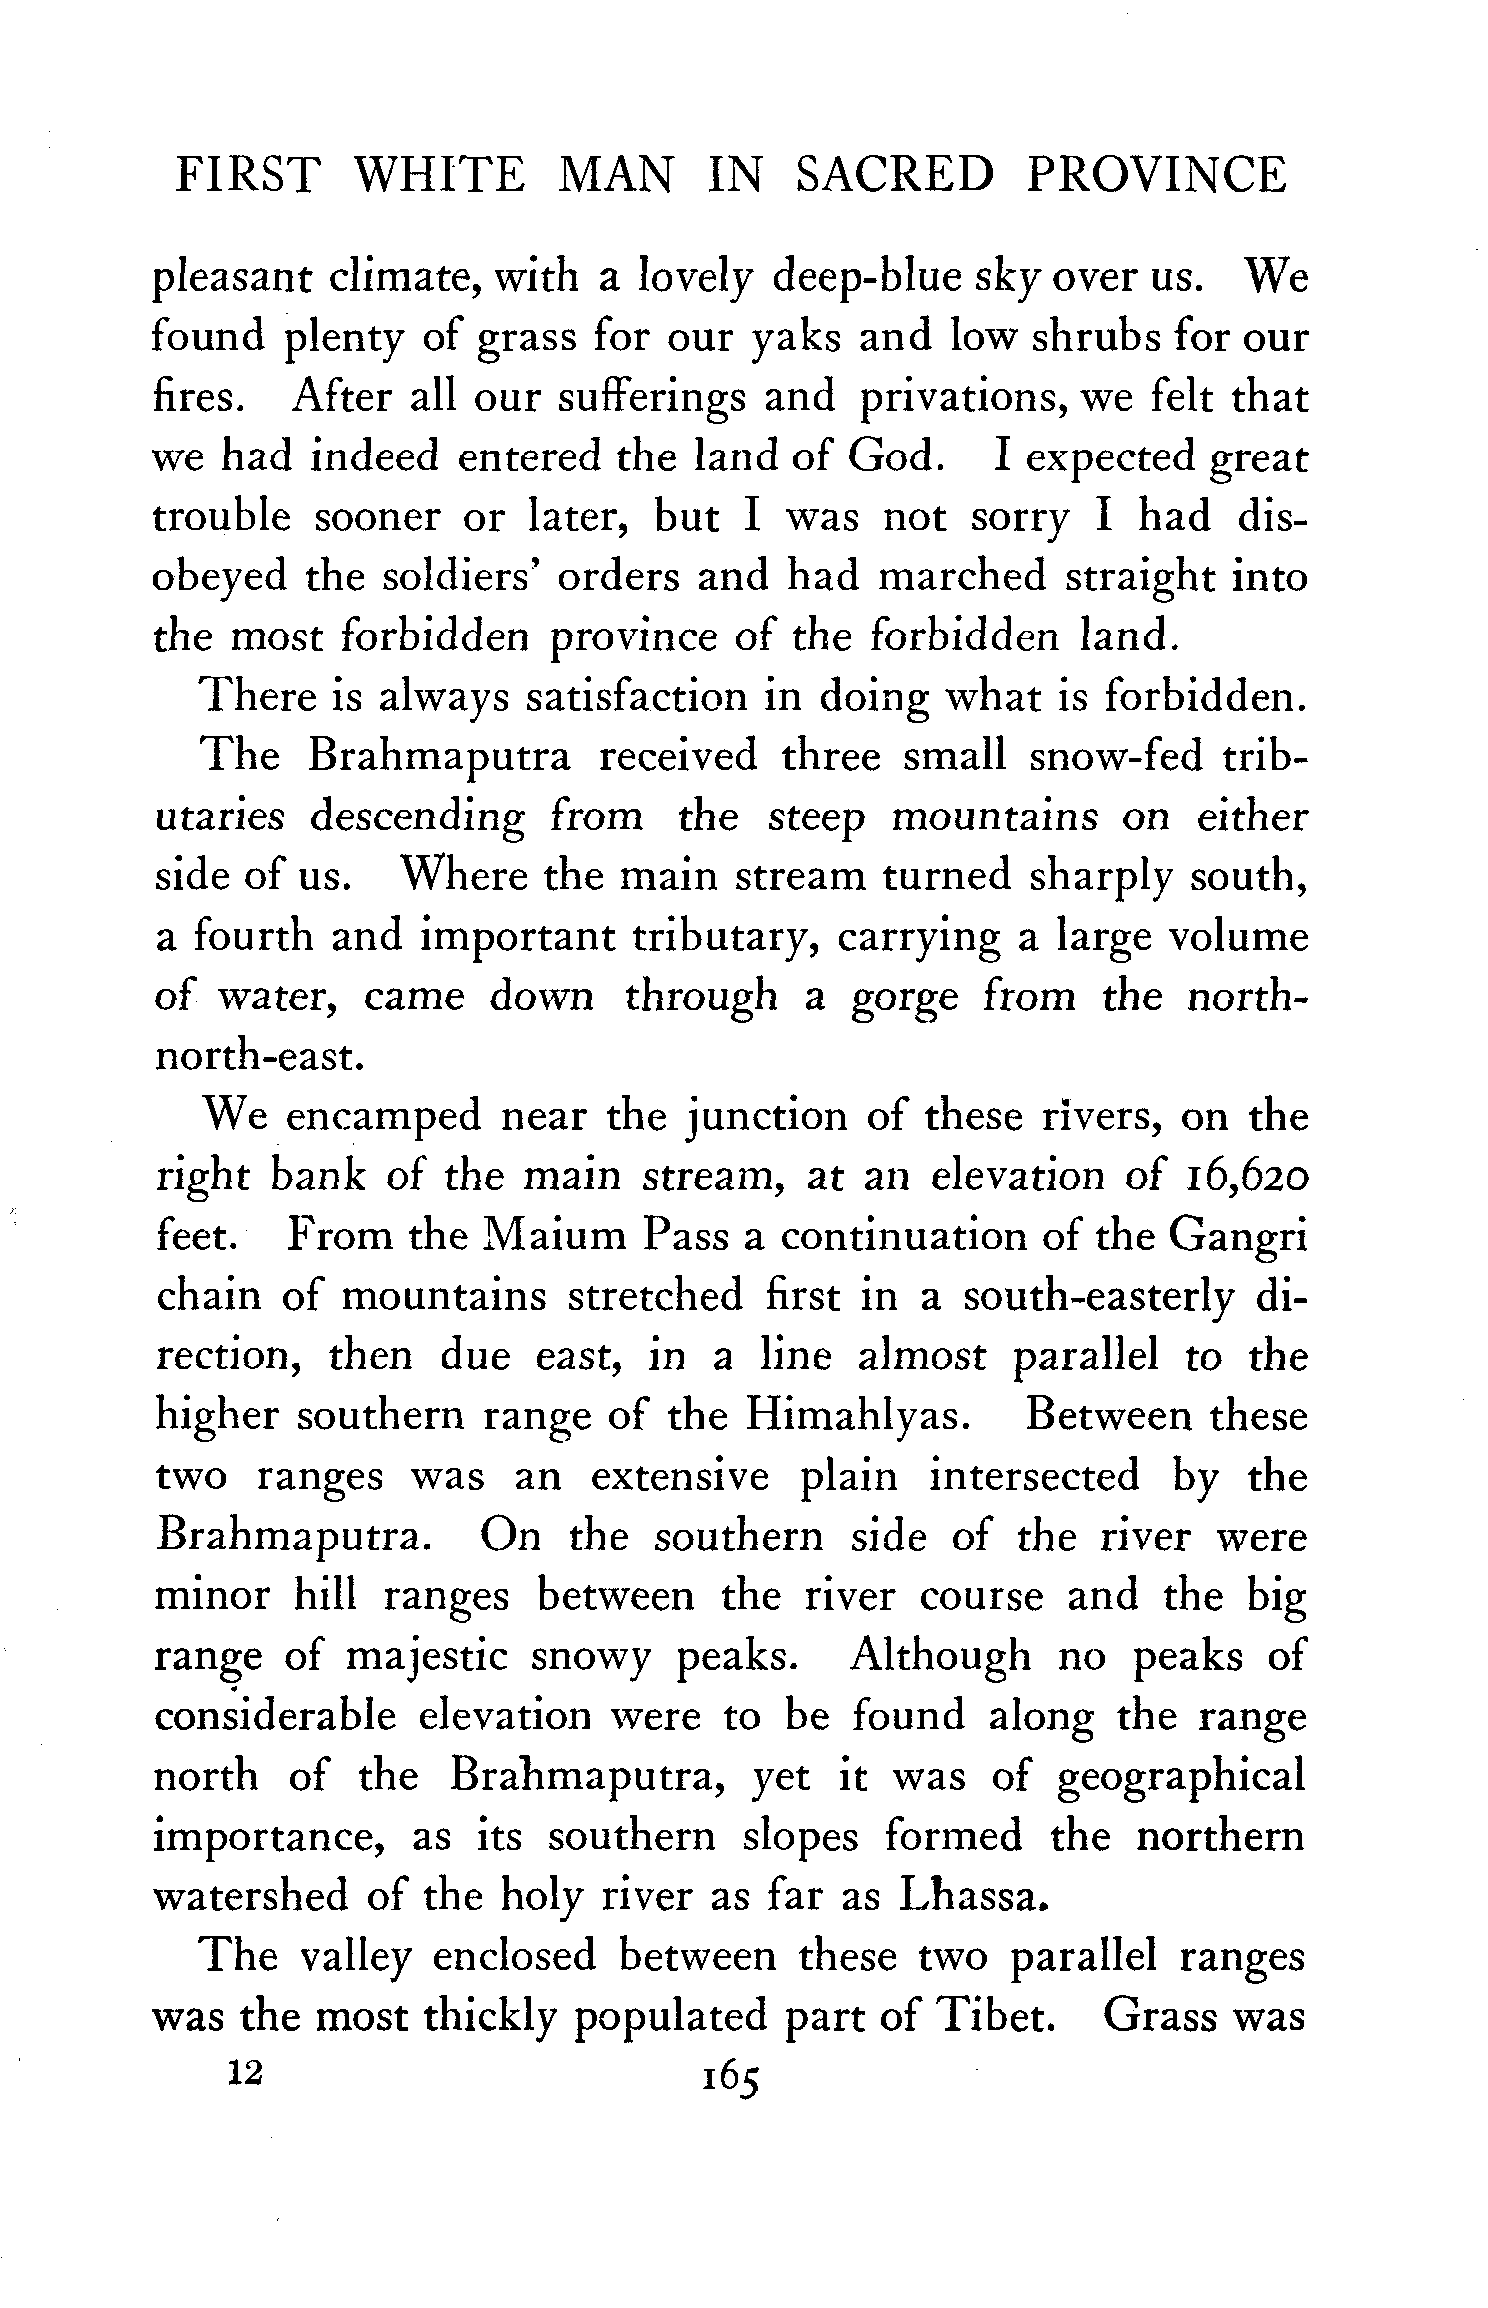 FIRST WHITE MAN IN SACRED PROVINCE
pleasant climate, with a lovely deep-blue sky over us. We
found plenty of grass for our yaks and low shrubs for our
fires. After all our sufferings and privations, we felt that
we had indeed entered the land of God. I expected great
trouble sooner or later, but I was not sorry I had dis-
obeyed the soldiers' orders and had marched straight into
the most forbidden province of the forbidden land.
There is always satisfaction in doing what is forbidden.
The Brahmaputra received three small snow-fed trib-
utaries descending from the steep mountains on either
side of us. Where the main stream turned sharply south,
a fourth and important tributary, carrying a large volume
of water, came down through a gorge from the north-
north-east.
We encamped near the junction of these rivers, on the
right bank of the main stream, at an elevation of 16,620
feet. From the Maium Pass a continuation of the Gangri
chain of mountains stretched first in a south-easterly di-
rection, then due east, in a line almost parallel to the
higher southern range of the Himahlyas. Between these
two ranges was an extensive plain intersected by the
Brahmaputra. On the southern side of the river were
minor hill ranges between the river course and the big
range of majestic snowy peaks. Although no peaks of
considerable elevation were to be found along the range
north of the Brahmaputra, yet it was of geographical
importance, as its southern slopes formed the northern
watershed of the holy river as far as Lhassa.
The valley enclosed between these two parallel ranges
was the most thickly populated part of Tibet. Grass was
12 165